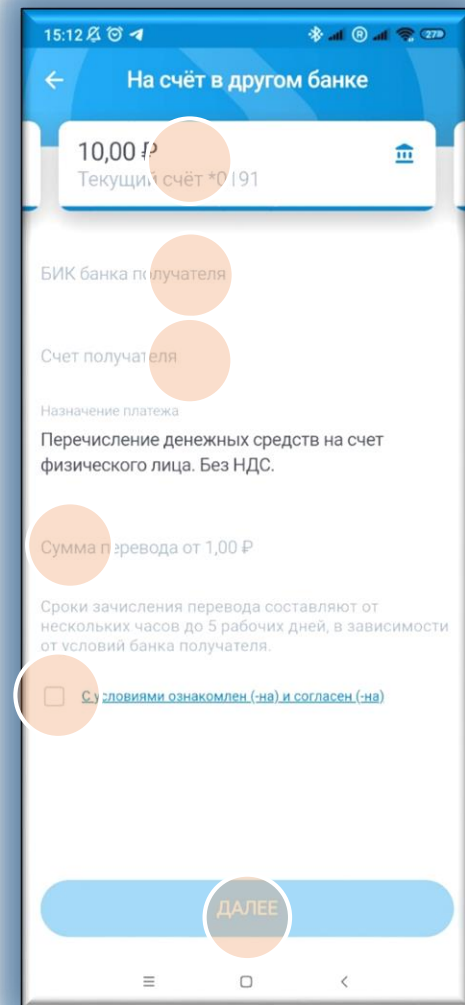 15:12 ® 27
На счёт в другом банке
10,00 ₽
Текущий счёт *0191
БИК банка получателя
Счет получателя
Назначение платежа
Перечисление денежных средств на счет
физического лица. Без НДС.
Сумма перевода от 1,00 ₽
Сроки зачисления перевода составляют от
нескольких часов до 5 рабочих дней, в зависимости
от условий банка получателя.
С условиями ознакомлен (-на) и согласен (-на)
ДАЛЕЕ